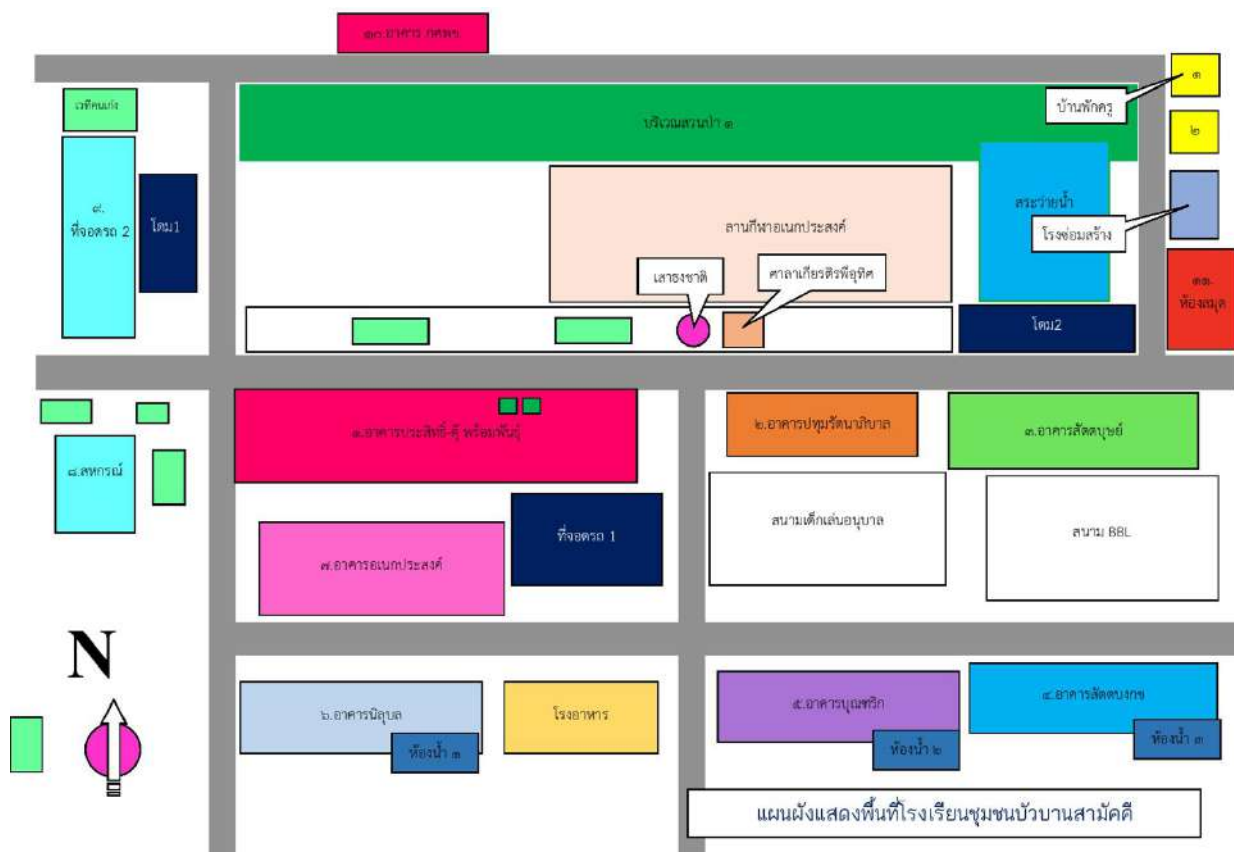 ๑๐.อาคาร กศพช.
เวทีคนเก่ง
๑
บ้านพักครู
บริเวณสวนป่า ๑
๒
๙.
ที่จอดรถ 2
โดม1
สระว่ายน้ำ
ลานกีฬาอเนกประสงค์
โรงซ่อมสร้าง
เสาธงชาติ
ศาลาเกียรติรพีอุทิศ
๑๑.
ห้องสมุด
โดม2
๑.อาคารประสิทธิ์-คู้ พร้อมพันธุ์
๒.อาคารปทุมรัตนาภิบาล
๓.อาคารสัตตบุษย์
๘.สหกรณ์
ที่จอดรถ 1
สนามเด็กเล่นอนุบาล
สนาม BBL
๗.อาคารอเนกประสงค์
N
๖.อาคารนิลุบล
โรงอาหาร
๕.อาคารบุณฑริก
๔.อาคารสัตตบงกช
ห้องน้ำ ๑
ห้องน้ำ ๒
ห้องน้ำ ๓
แผนผังแสดงพื้นที่โรงเรียนชุมชนบัวบานสามัคคี